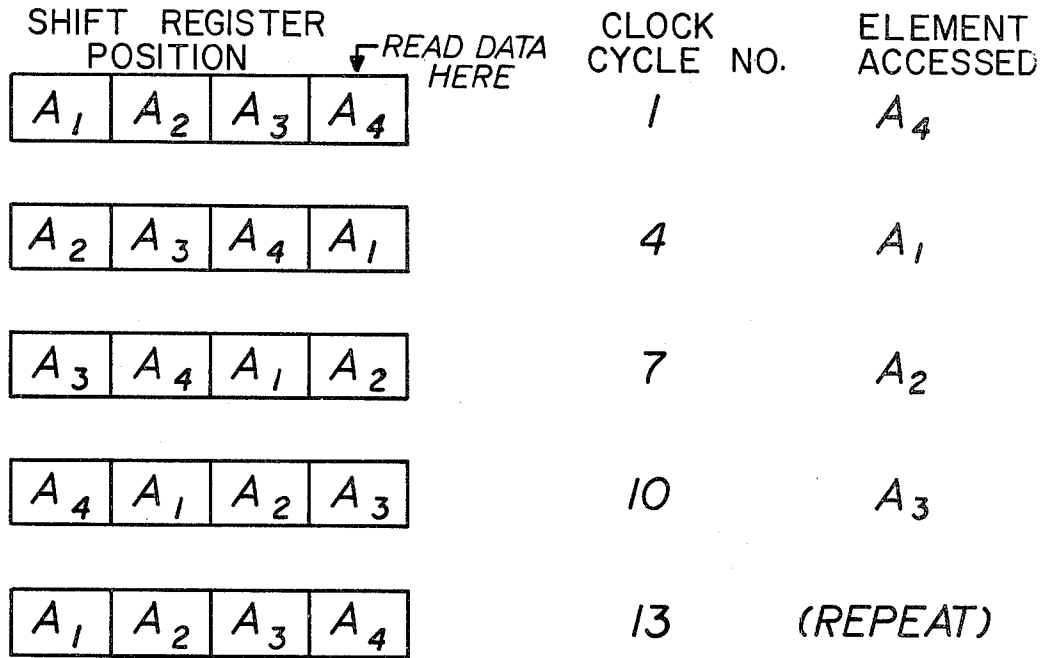 SHIFT REGISTER POSITION
READ DATA HERE
CLOCK CYCLE NO.
ELEMENT ACCESSED
A1 A2 A3 A4 1 A4
A2 A3 A4 A1 4 A1
A3 A4 A1 A2 7 A2
A4 A1 A2 A3 10 A3
A1 A2 A3 A4 13 (REPEAT)